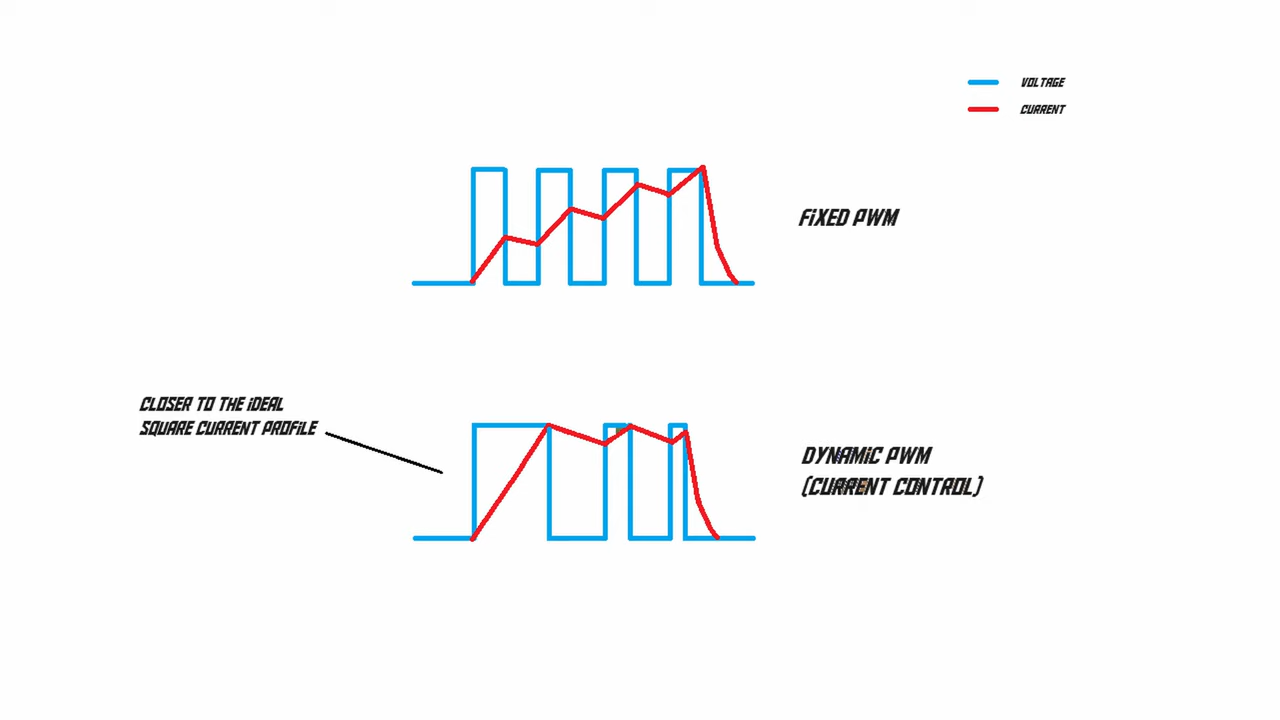 VOLTAGE
CURRENT
FiXED PWM
CLOSER TO THE iDEAL
SQUARE CURRENT PROFiLE
DYNAMiC PWM
(CURRENT CONTROL)